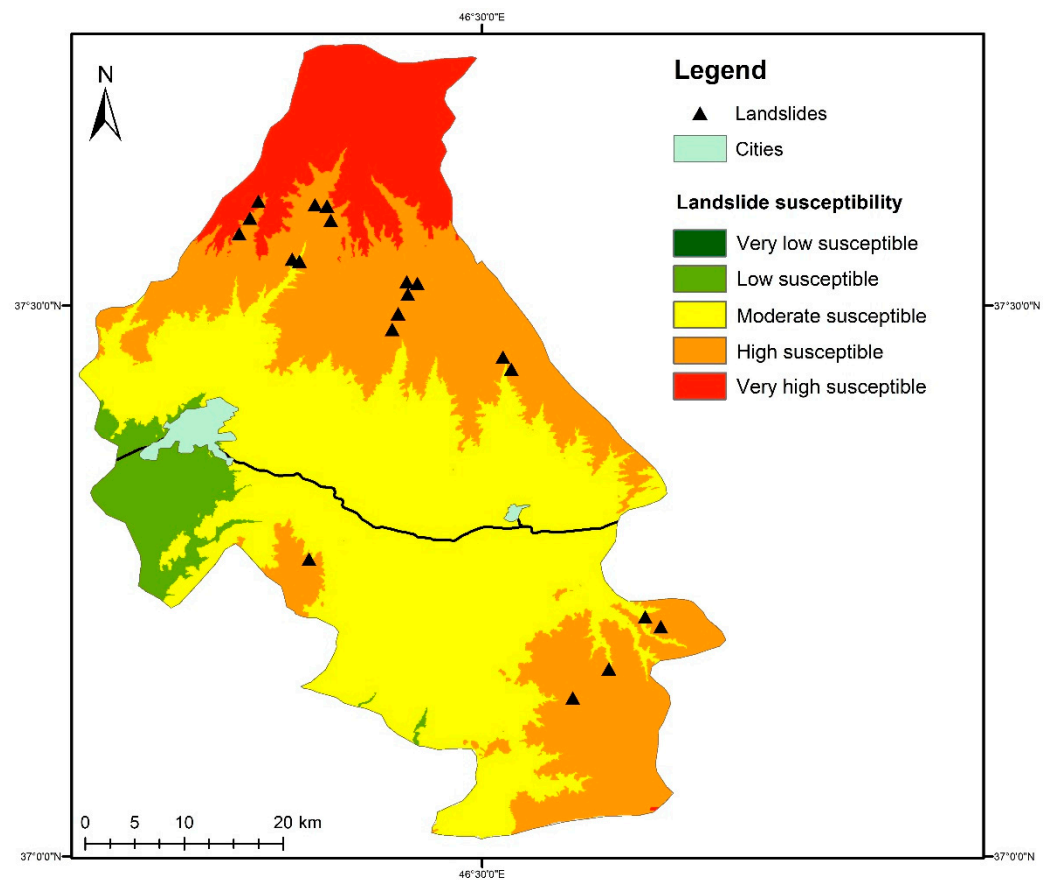 46°30'0"E
N
Legend
Landslides
Cities
Landslide susceptibility
Very low susceptible
Low susceptible
Moderate susceptible
High susceptible
Very high susceptible
37°30'0"N
37°30'0"N
0 5 10 20 km
37°0'0"N
37°0'0"N
46°30'0"E